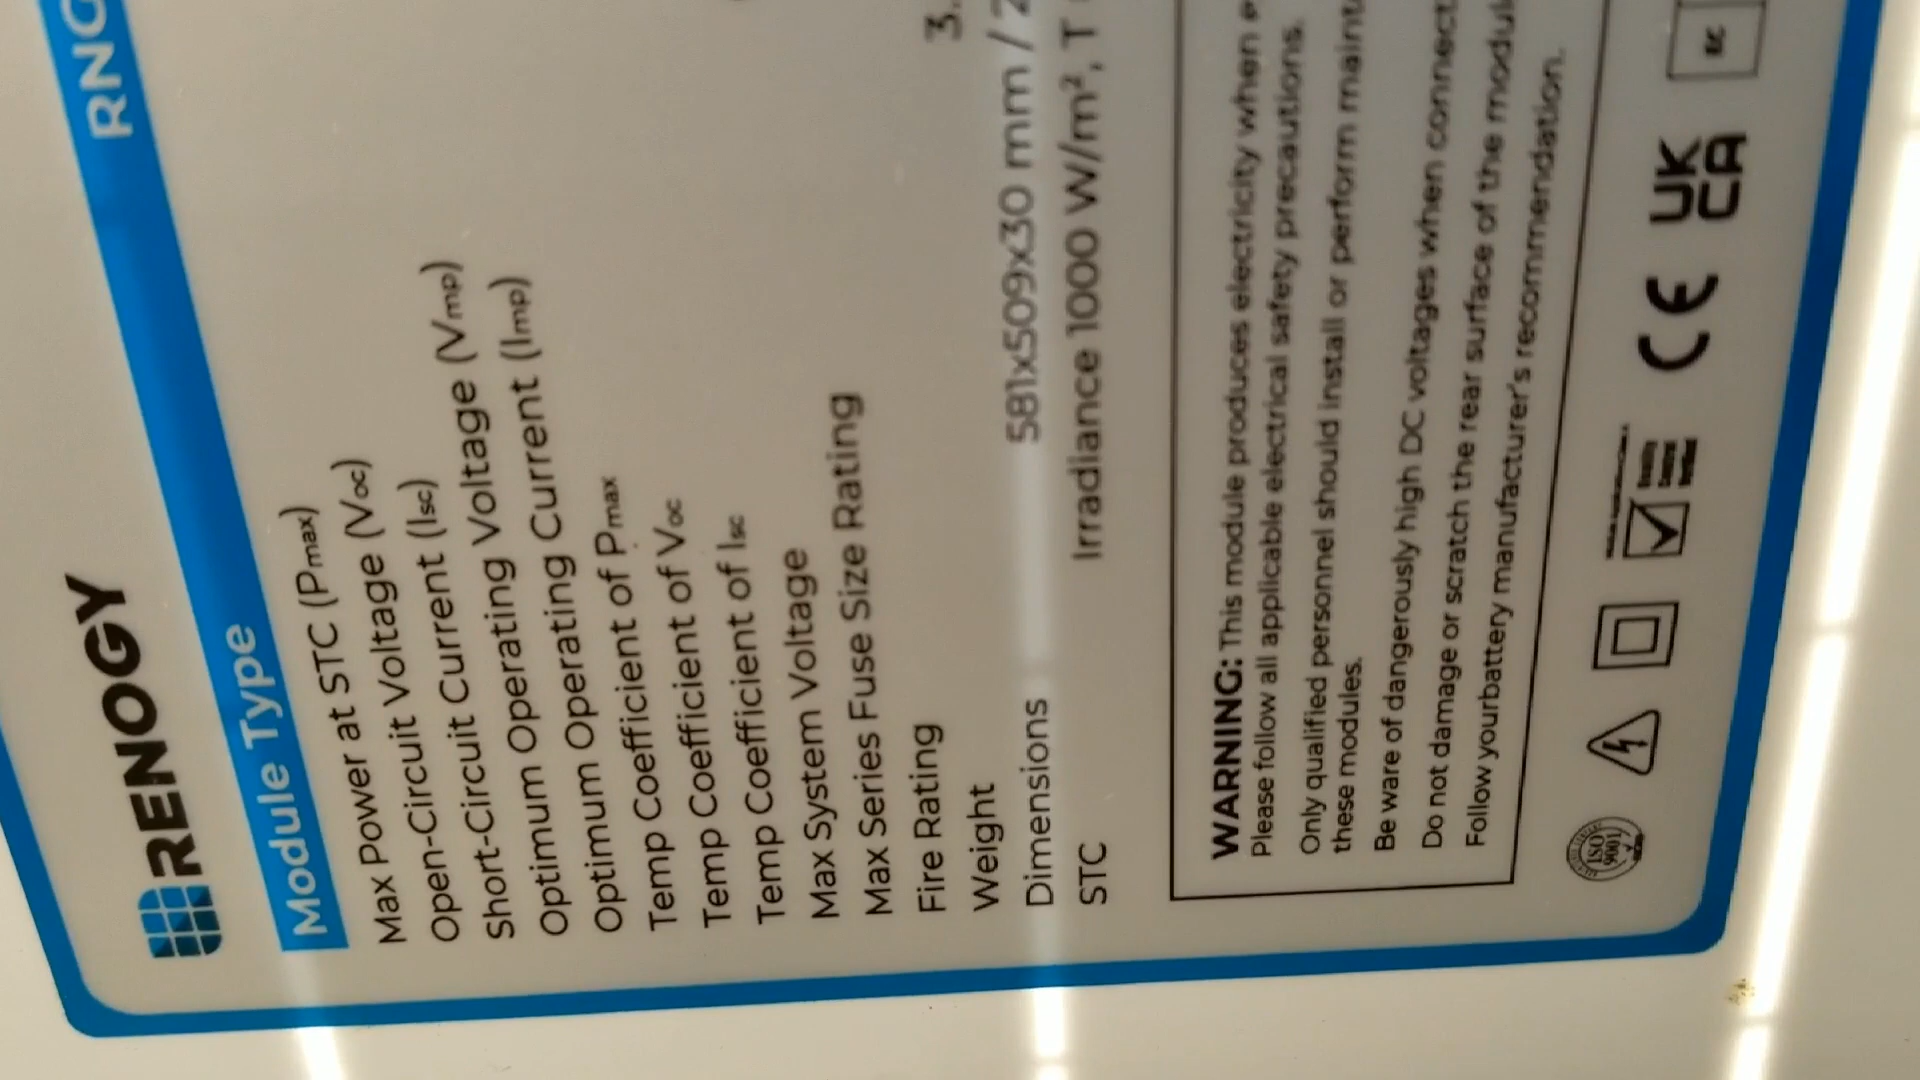 RENOGY
Module Type RNG
Max Power at STC (Pmax)
Open-Circuit Voltage (Voc)
Short-Circuit Current (Isc)
Optimum Operating Voltage (Vmp)
Optimum Operating Current (Imp)
Temp Coefficient of Pmax
Temp Coefficient of Voc
Temp Coefficient of Isc
Max System Voltage
Max Series Fuse Size Rating
Fire Rating
Weight 3.
Dimensions 581x509x30 mm / 2
STC Irradiance 1000 W/m², T
WARNING: This module produces electricity when
Please follow all applicable electrical safety precautions.
Only qualified personnel should install or perform
these modules.
Be ware of dangerously high DC voltages when
Do not damage or scratch the rear surface of the
Follow yourbattery manufacturer's recommendation.
ISO 9001 CE UK CA